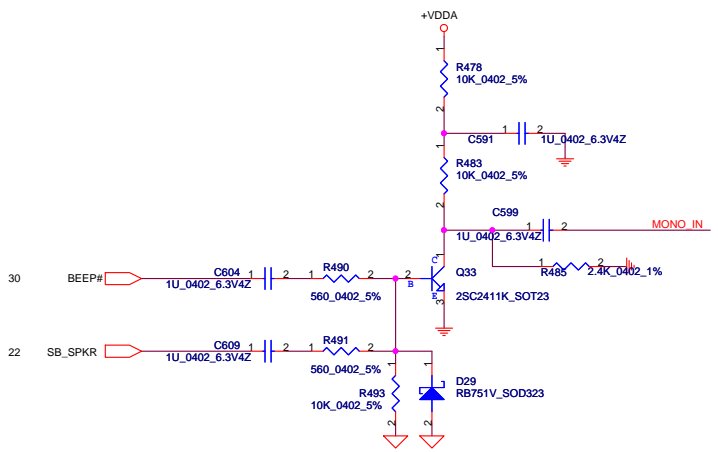 +VDDA
1
R478
10K_0402_5%
2
C591
1 2
1U_0402_6.3V4Z
1
R483
10K_0402_5%
2
C599
1 2
1U_0402_6.3V4Z
MONO_IN
1
R485
2
2.4K_0402_1%
C
B
E
2
3
Q33
2SC2411K_SOT23
30
BEEP#
C604
1U_0402_6.3V4Z
1 2
R490
1 2
560_0402_5%
22
SB_SPKR
C609
1U_0402_6.3V4Z
1 2
R491
1 2
560_0402_5%
1
R493
10K_0402_5%
2
1
D29
RB751V_SOD323
2
1